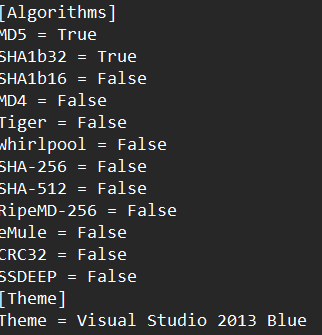 [Algorithms]
MD5 = True
SHA1b32 = True
SHA1b16 = False
MD4 = False
Tiger = False
Whirlpool = False
SHA-256 = False
SHA-512 = False
RipeMD-256 = False
eMule = False
CRC32 = False
SSDEEP = False
[Theme]
Theme = Visual Studio 2013 Blue